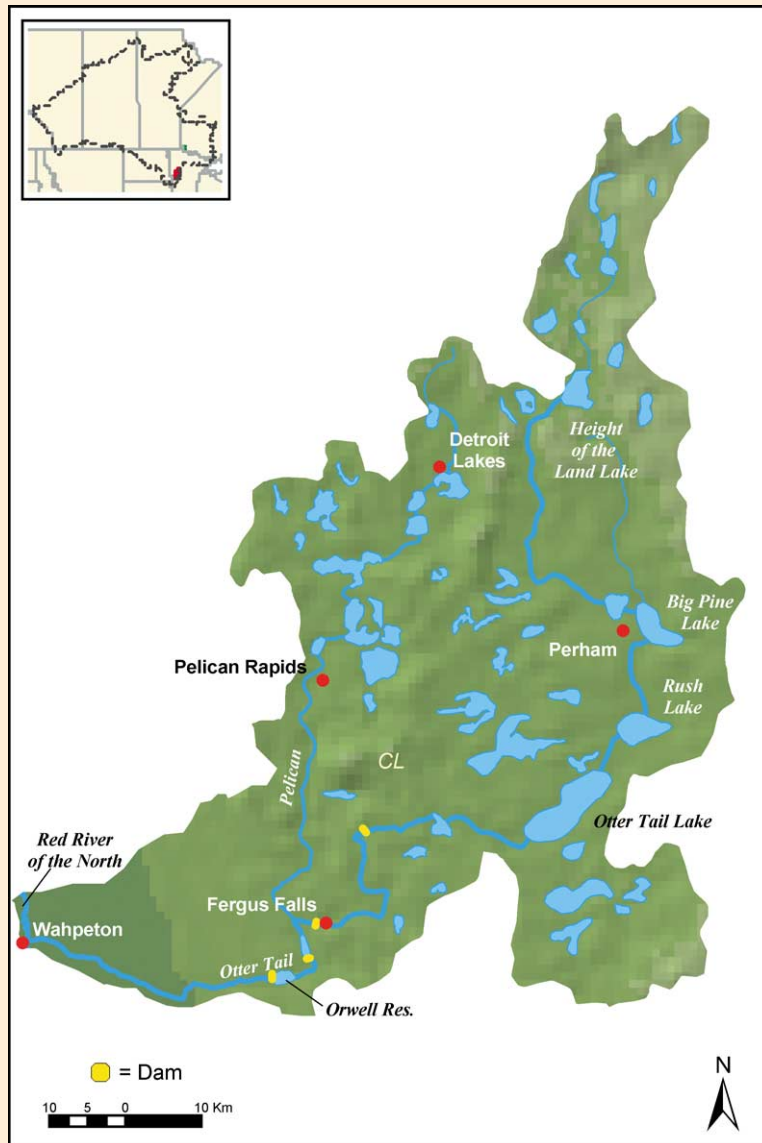 Detroit
Lakes
Height
of the
Land Lake
Big Pine
Lake
Perham
Pelican Rapids
Rush
Lake
CL
Pelican
Otter Tail Lake
Red River
of the North
Fergus Falls
Wahpeton
Otter Tail
Orwell Res.
= Dam
N
10 5 0 10 Km